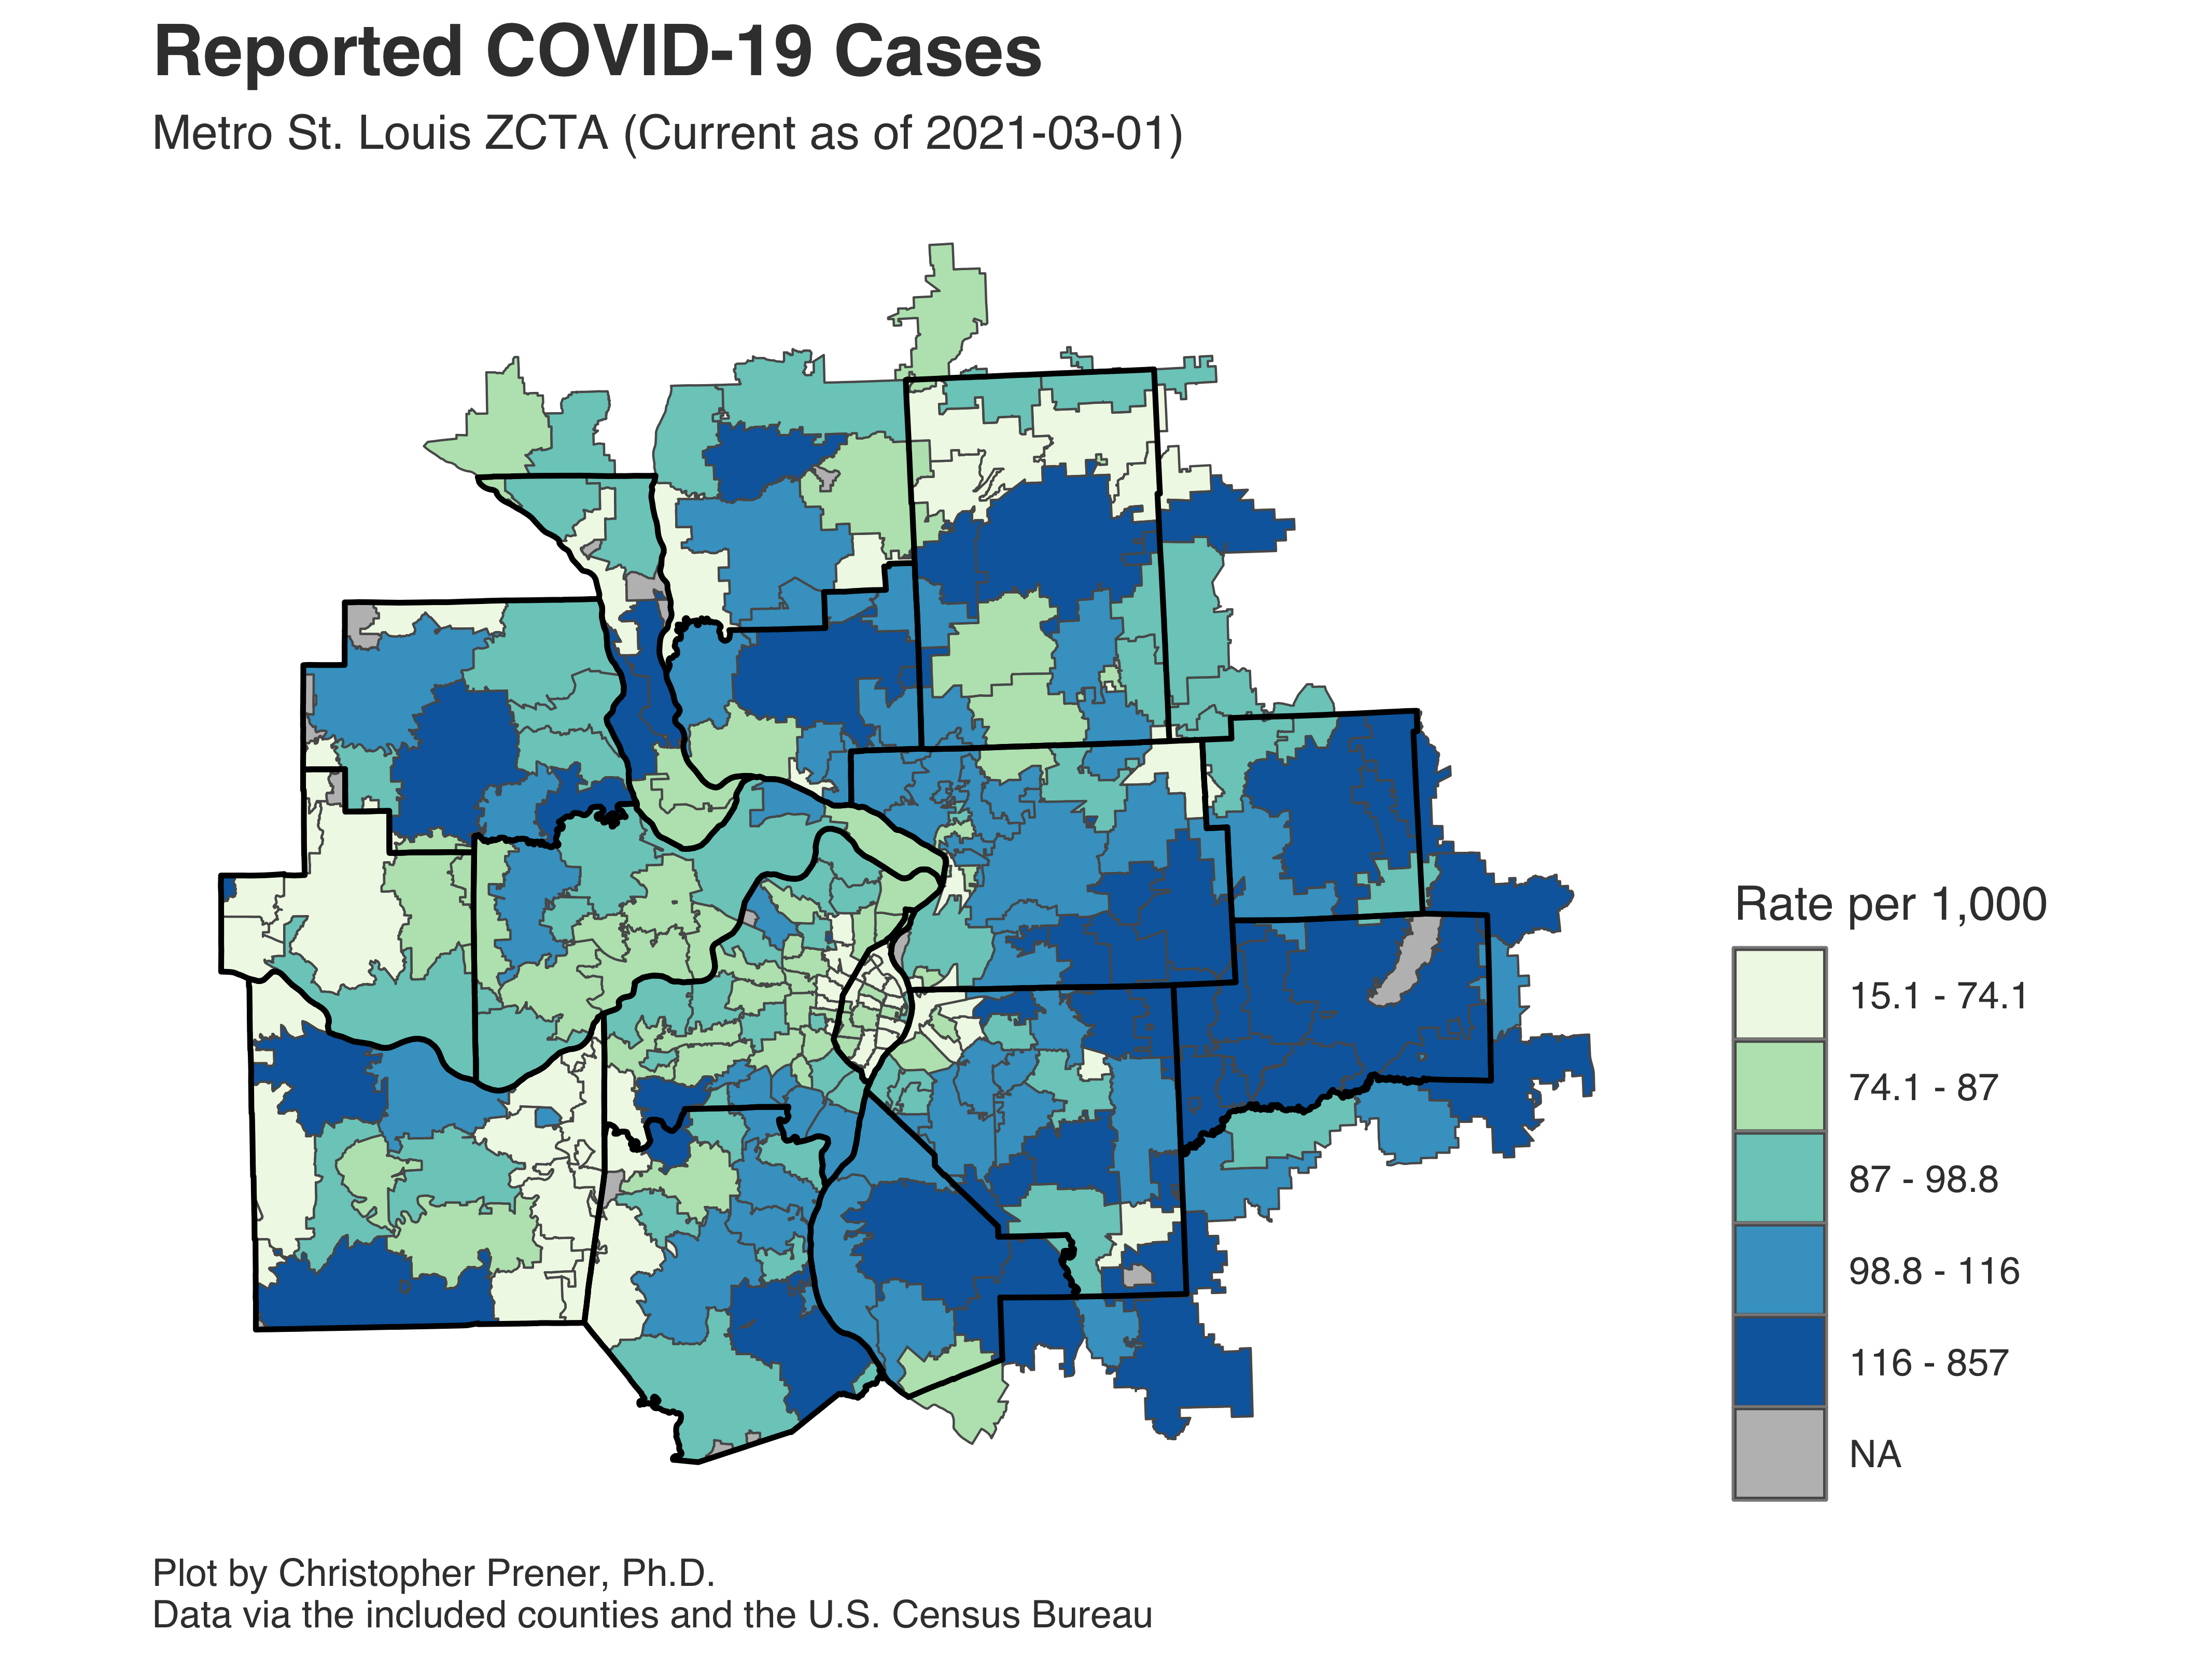 Reported COVID-19 Cases
Metro St. Louis ZCTA (Current as of 2021-03-01)
Rate per 1,000
15.1 - 74.1
74.1 - 87
87 - 98.8
98.8 - 116
116 - 857
NA
Plot by Christopher Prener, Ph.D.
Data via the included counties and the U.S. Census Bureau